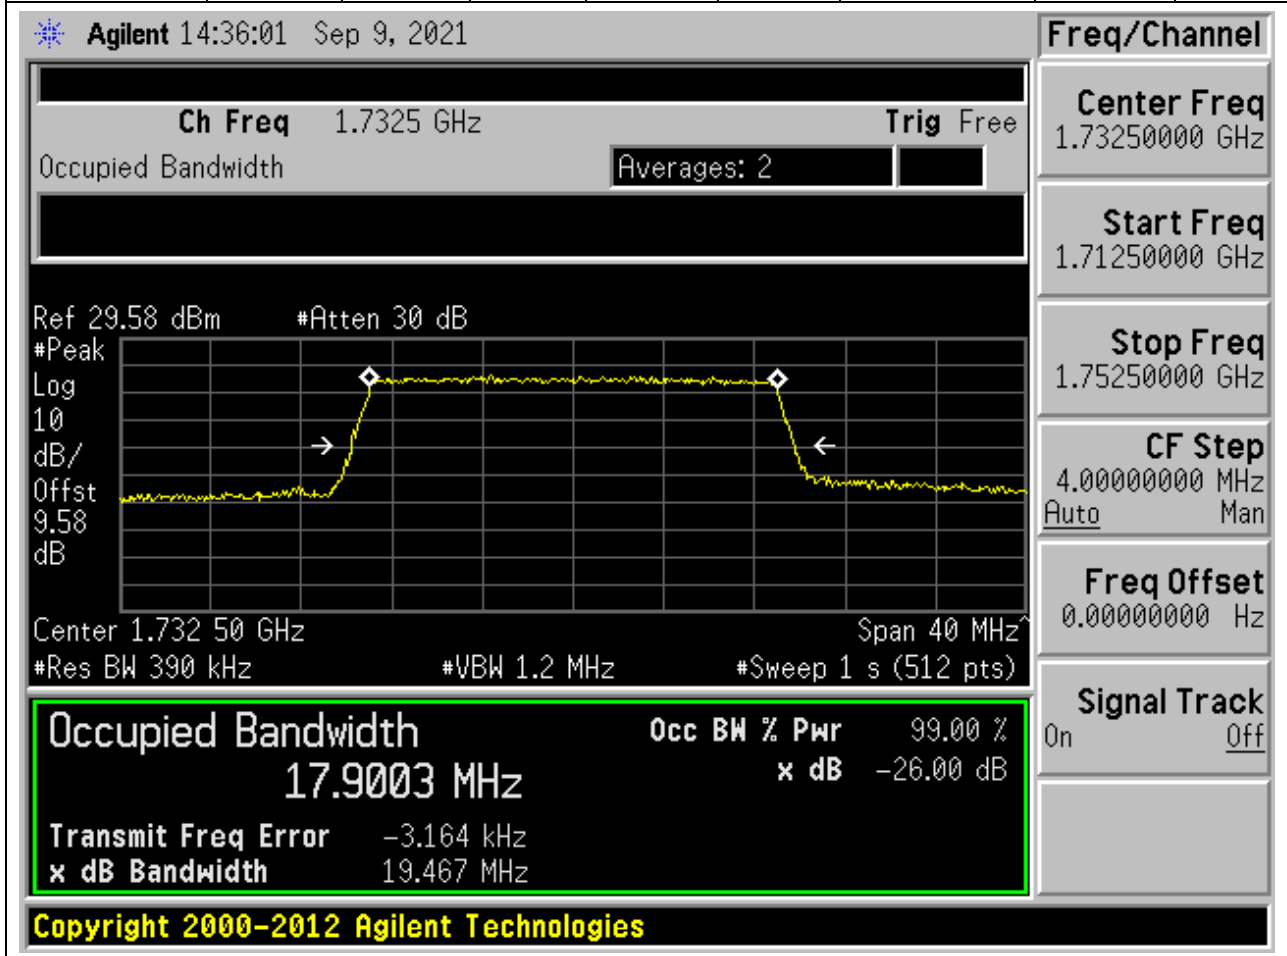 Agilent 14:36:01 Sep 9, 2021
Freq/Channel
Ch Freq 1.7325 GHz Trig Free
Occupied Bandwidth Averages: 2
Center Freq
1.73250000 GHz
Start Freq
1.71250000 GHz
Stop Freq
1.75250000 GHz
CF Step
4.00000000 MHz
Auto Man
Freq Offset
0.00000000 Hz
Signal Track
On Off
Ref 29.58 dBm #Atten 30 dB
#Peak
Log
10
dB/
Offst
9.58
dB
Center 1.732 50 GHz Span 40 MHz^
#Res BW 390 kHz #VBW 1.2 MHz #Sweep 1 s (512 pts)
Occupied Bandwidth Occ BW % Pwr 99.00 %
17.9003 MHz x dB -26.00 dB
Transmit Freq Error -3.164 kHz
x dB Bandwidth 19.467 MHz
Copyright 2000-2012 Agilent Technologies